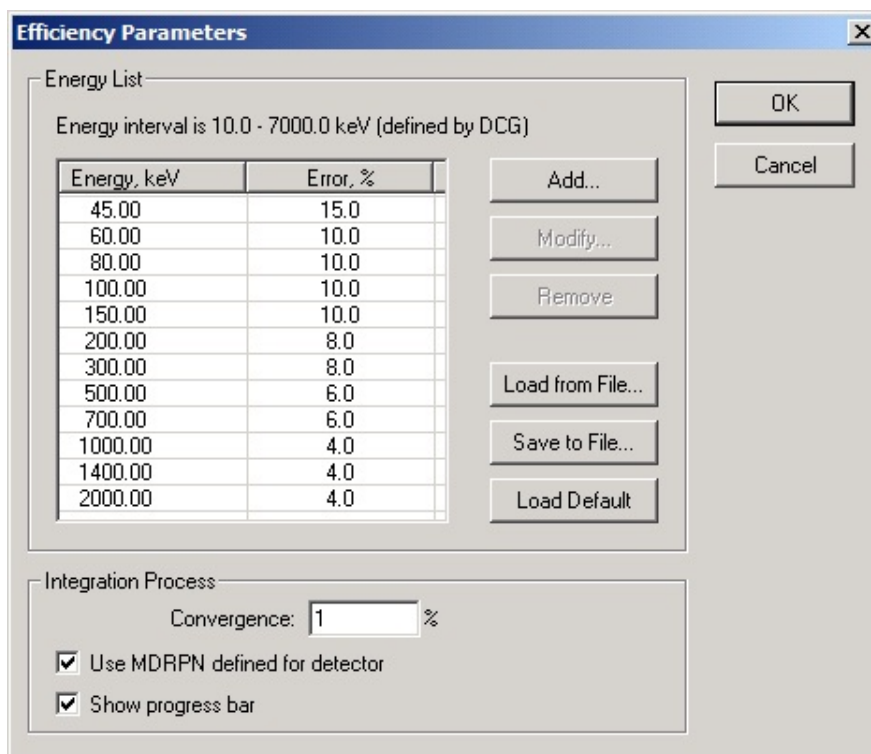 Efficiency Parameters
Energy List
Energy interval is 10.0 - 7000.0 keV (defined by DCG)
Energy, keV Error, %
45.00 15.0
60.00 10.0
80.00 10.0
100.00 10.0
150.00 10.0
200.00 8.0
300.00 8.0
500.00 6.0
700.00 6.0
1000.00 4.0
1400.00 4.0
2000.00 4.0
Add...
Modify...
Remove
Load from File...
Save to File...
Load Default
OK
Cancel
Integration Process
Convergence: 1 %
Use MDRPN defined for detector
Show progress bar